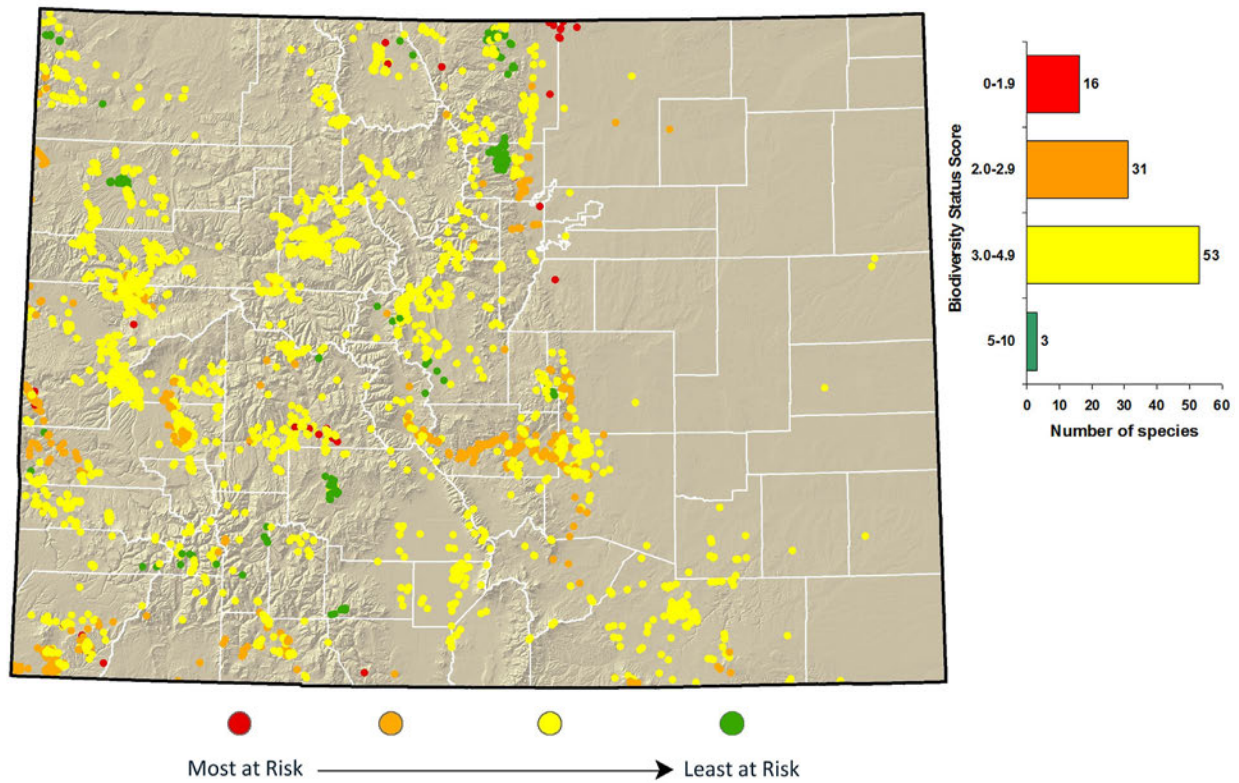 0-1.9
16
2.0-2.9
31
3.0-4.9
53
5-10
3
Biodiversity Status Score
0 10 20 30 40 50 60
Number of species
Most at Risk
Least at Risk